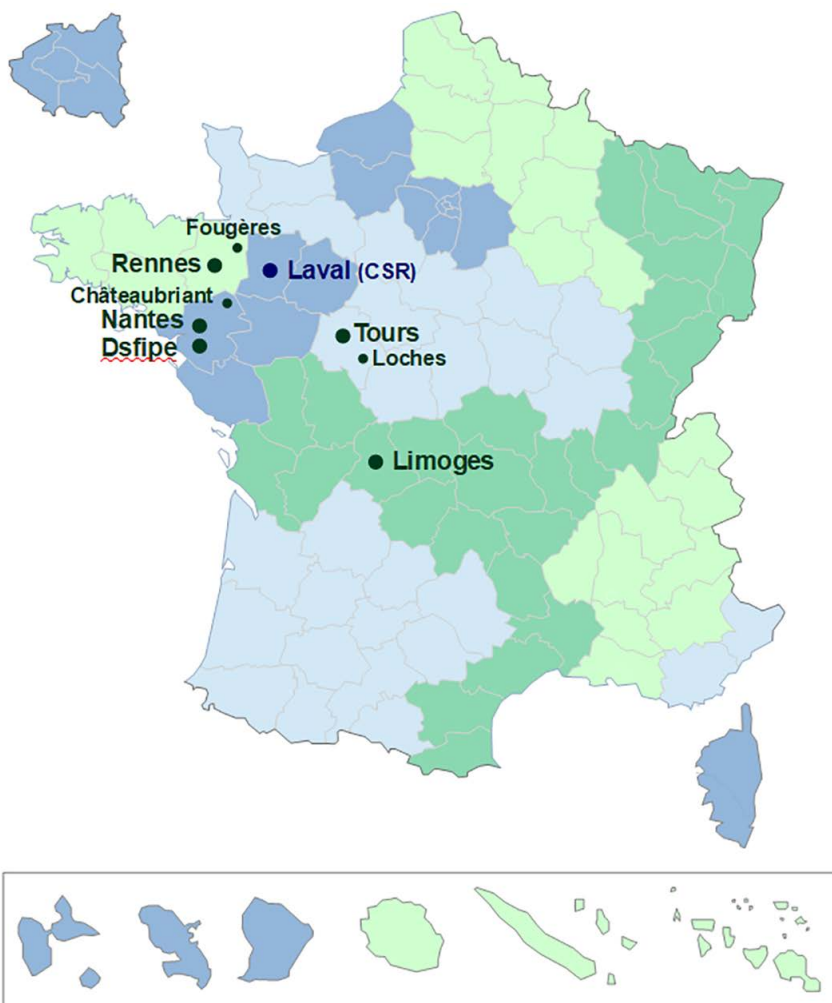 Fougères
Rennes
Laval (CSR)
Châteaubriant
Nantes
Tours
Dsfipe
Loches
Limoges